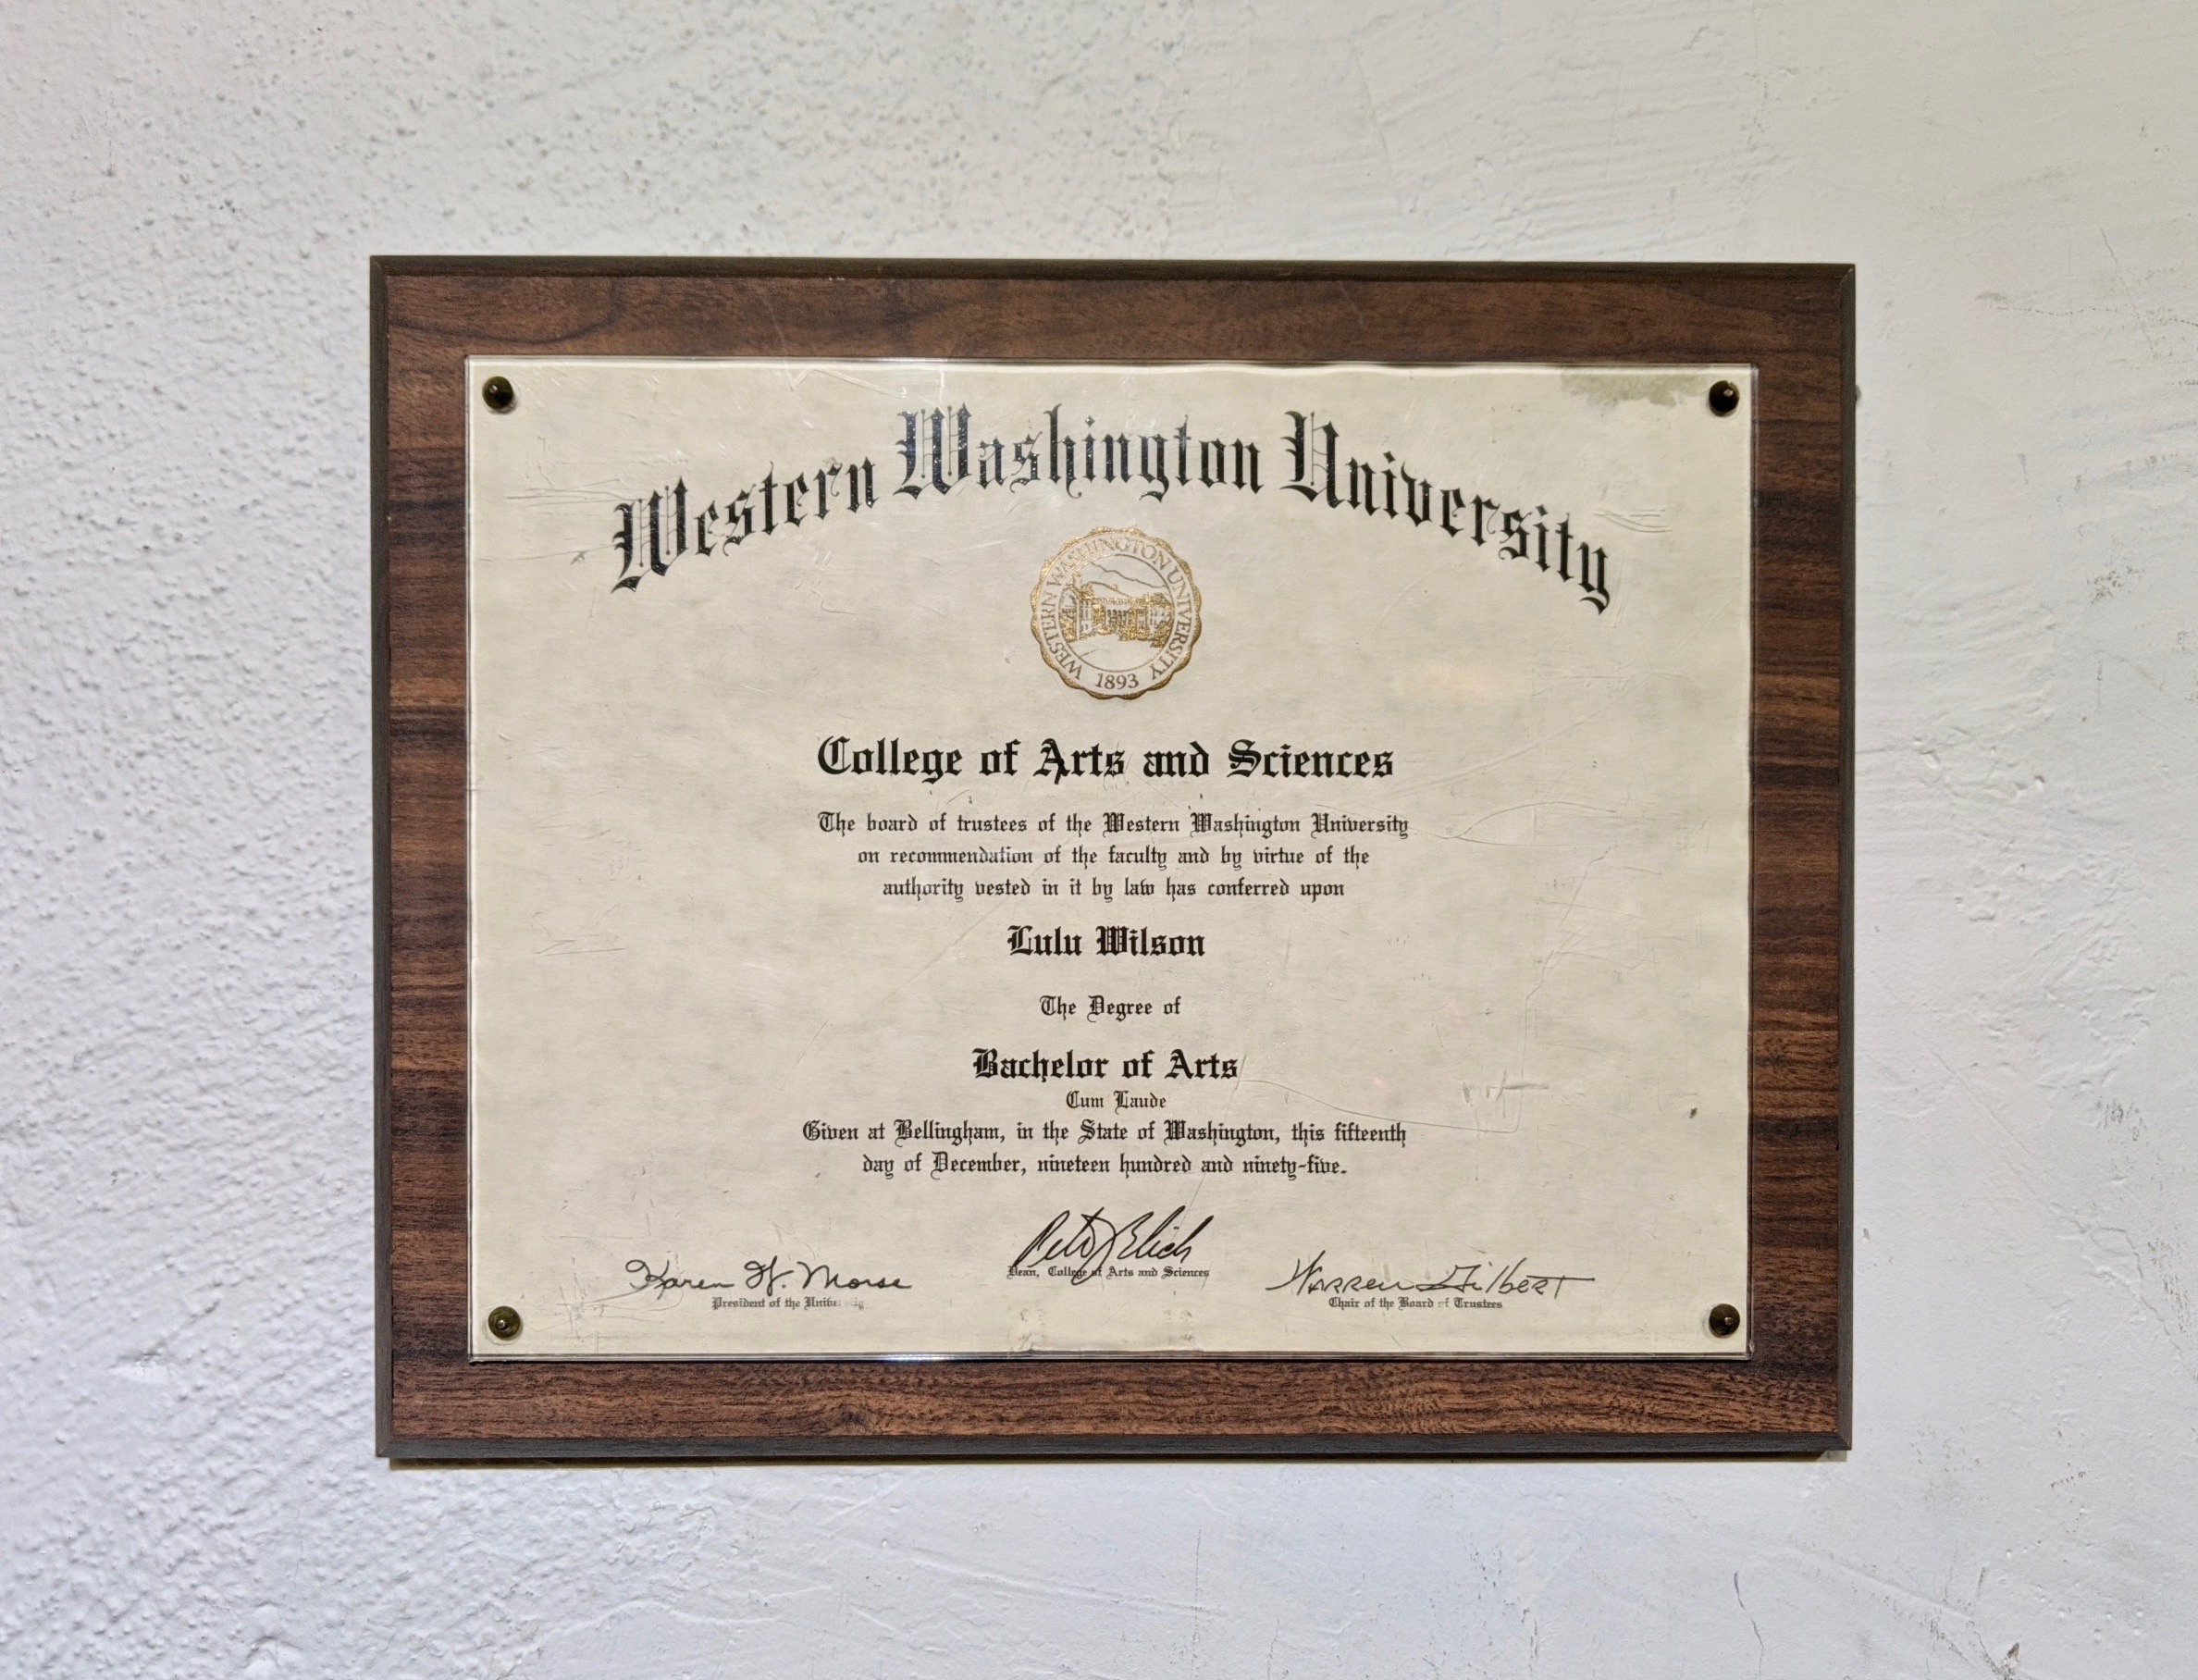 Western Washington University
WESTERN WASHINGTON UNIVERSITY
1893
College of Arts and Sciences
The board of trustees of the Western Washington University
on recommendation of the faculty and by virtue of the
authority vested in it by law has conferred upon
Lulu Wilson
The Degree of
Bachelor of Arts
Cum Laude
Given at Bellingham, in the State of Washington, this fifteenth
day of December, nineteen hundred and ninety-five.
Karen W. Morse
President of the University
Peter J Elich
Dean, College of Arts and Sciences
Warren Gilbert
Chair of the Board of Trustees